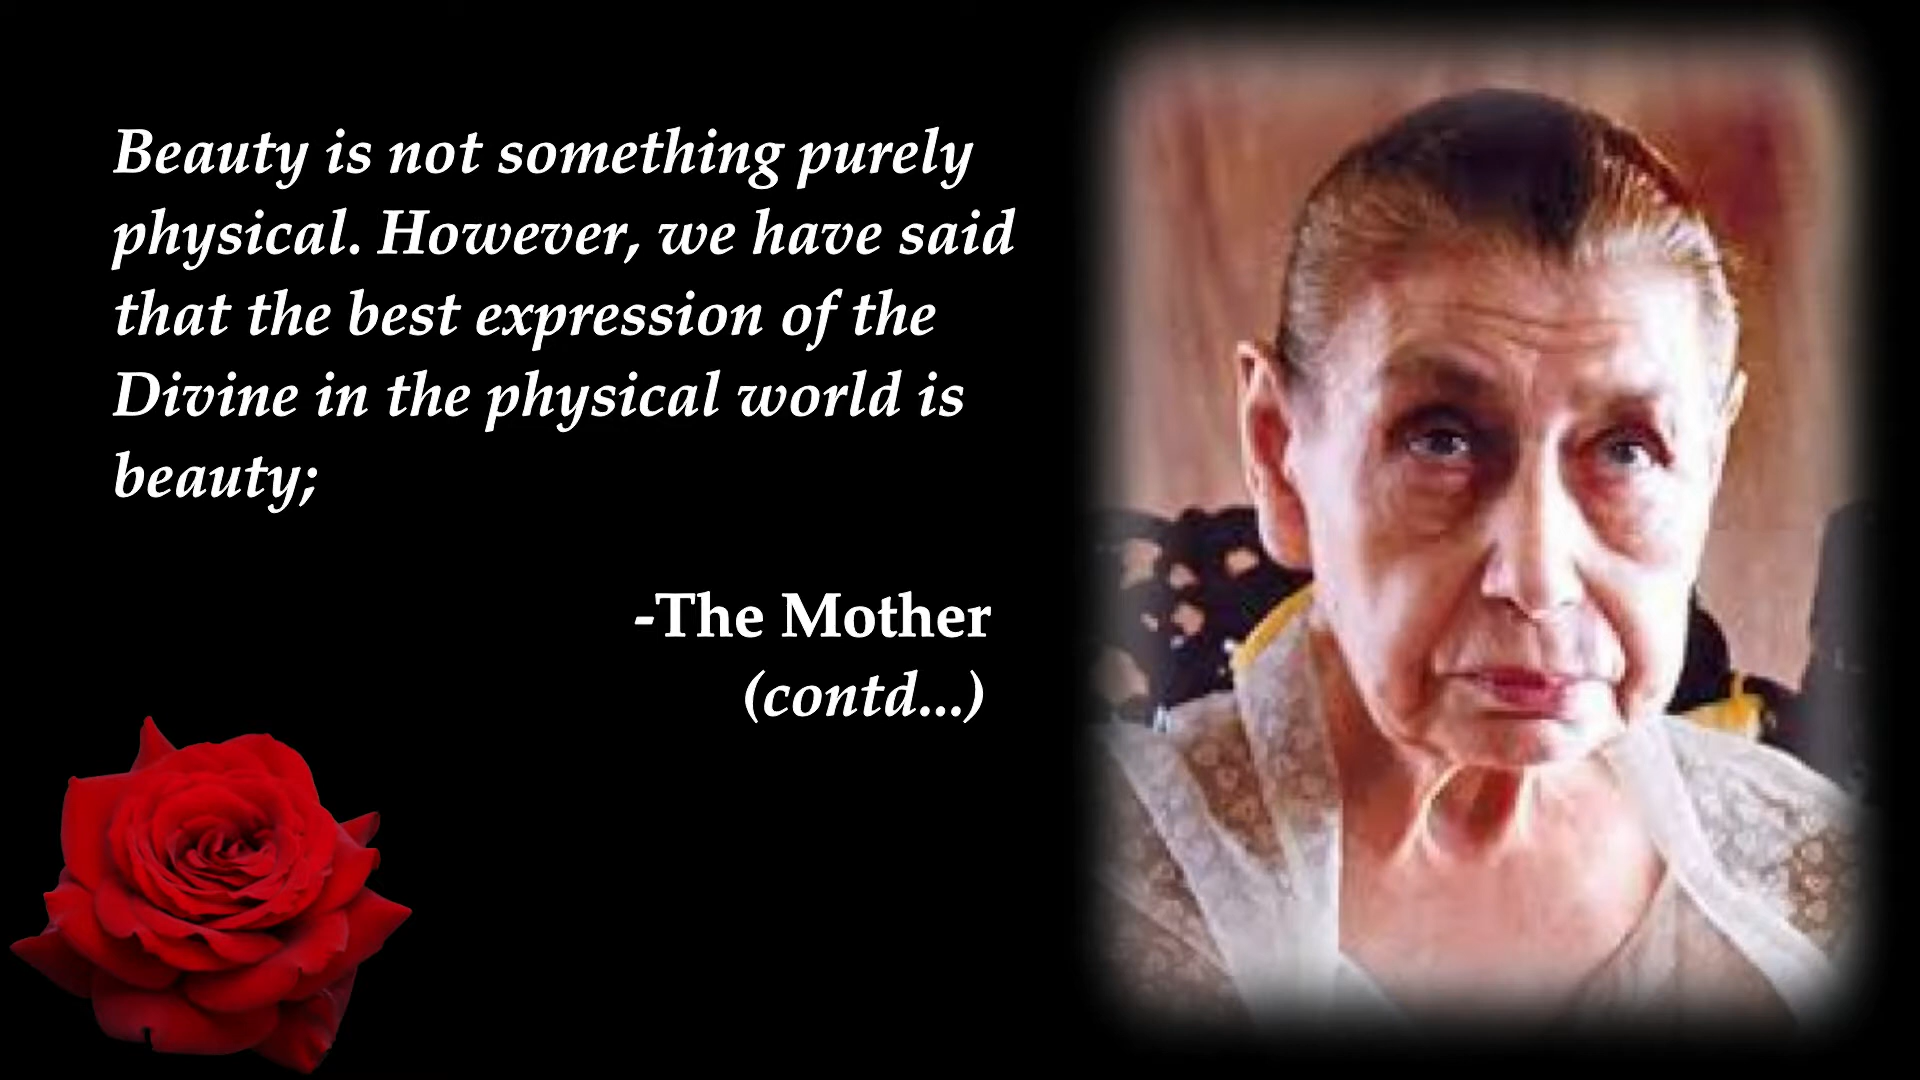 Beauty is not something purely
physical. However, we have said
that the best expression of the
Divine in the physical world is
beauty;
-The Mother
(contd...)